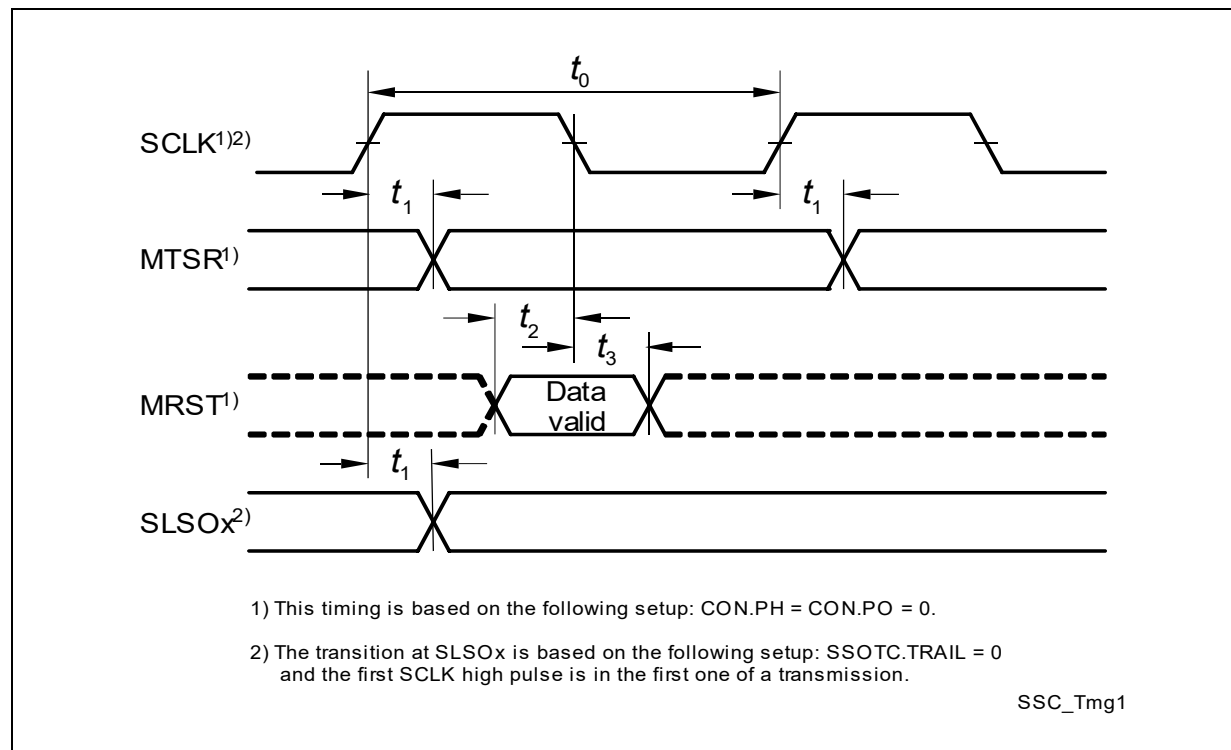 t0
SCLK1)2)
t1 t1
MTSR1)
t2
t3
MRST1)
Data
valid
t1
SLSOx2)
1) This timing is based on the following setup: CON.PH = CON.PO = 0.
2) The transition at SLSOx is based on the following setup: SSOTC.TRAIL = 0
and the first SCLK high pulse is in the first one of a transmission.
SSC_Tmg1